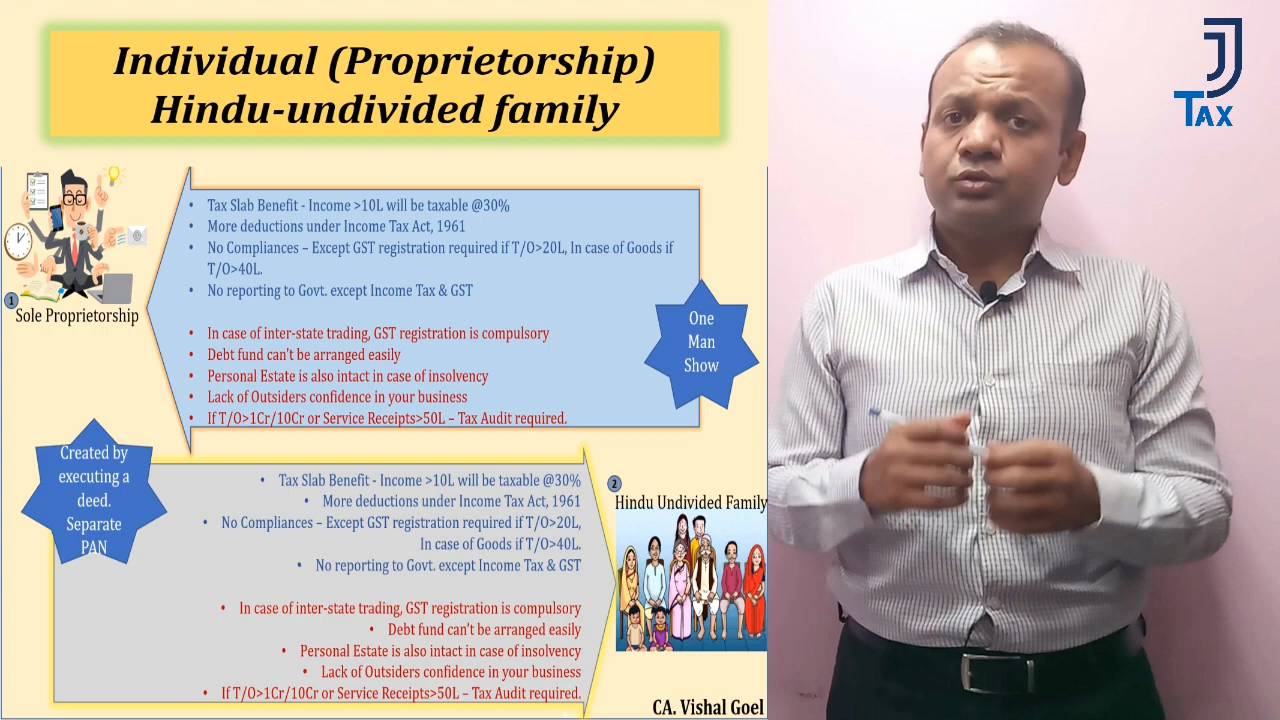 Individual (Proprietorship)
Hindu-undivided family
J
TAX
Tax Slab Benefit - Income >10L will be taxable @30%
More deductions under Income Tax Act, 1961
No Compliances – Except GST registration required if T/O>20L, In case of Goods if
T/O>40L.
No reporting to Govt. except Income Tax & GST
1
Sole Proprietorship
In case of inter-state trading, GST registration is compulsory
Debt fund can't be arranged easily
Personal Estate is also intact in case of insolvency
Lack of Outsiders confidence in your business
If T/O>1Cr/10Cr or Service Receipts>50L – Tax Audit required.
One
Man
Show
Created by
executing a
deed.
Separate
PAN
Tax Slab Benefit - Income >10L will be taxable @30%
More deductions under Income Tax Act, 1961
No Compliances – Except GST registration required if T/O>20L,
In case of Goods if T/O>40L.
No reporting to Govt. except Income Tax & GST
In case of inter-state trading, GST registration is compulsory
Debt fund can't be arranged easily
Personal Estate is also intact in case of insolvency
Lack of Outsiders confidence in your business
If T/O>1Cr/10Cr or Service Receipts>50L – Tax Audit required.
2
Hindu Undivided Family
CA. Vishal Goel